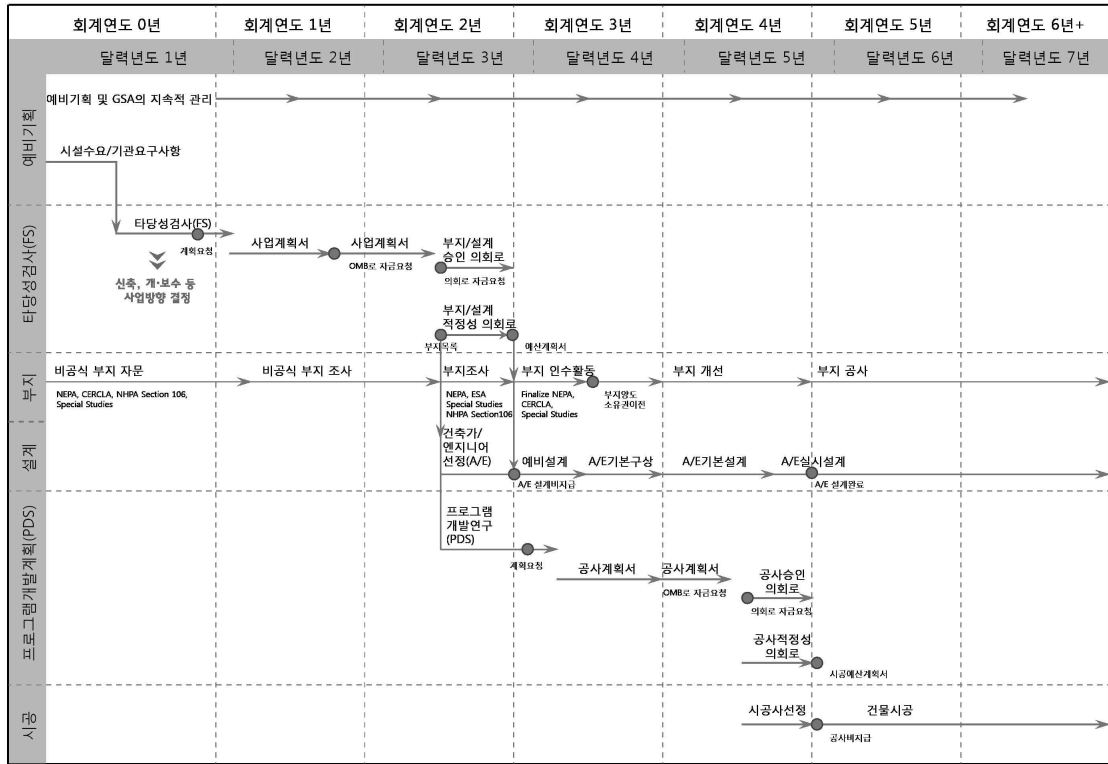 회계연도 0년
회계연도 1년
회계연도 2년
회계연도 3년
회계연도 4년
회계연도 5년
회계연도 6년+
달력년도 1년
달력년도 2년
달력년도 3년
달력년도 4년
달력년도 5년
달력년도 6년
달력년도 7년
예비기획
예비기획 및 GSA의 지속적 관리
시설수요/기관요구사항
타당성검사(FS)
타당성검사(FS)
계획요청
신축, 개·보수 등
사업방향 결정
사업계획서
사업계획서
OMB로 자금요청
부지/설계
승인 의회로
의회로 자금요청
부지/설계
적정성 의회로
부지목록
예산계획서
부지
비공식 부지 자문
NEPA, CERCLA, NHPA Section 106,
Special Studies
비공식 부지 조사
부지조사
NEPA, ESA
Special Studies
NHPA Section106
부지 인수활동
Finalize NEPA,
CERCLA,
Special Studies
부지양도
소유권이전
부지 개선
부지 공사
설계
건축가/
엔지니어
선정(A/E)
예비설계
A/E 설계비지급
A/E기본구상
A/E기본설계
A/E실시설계
A/E 설계완료
프로그램개발계획(PDS)
프로그램
개발연구
(PDS)
계획요청
공사계획서
공사계획서
OMB로 자금요청
공사승인
의회로
의회로 자금요청
공사적정성
의회로
시공예산계획서
시공
시공사선정
건물시공
공사비지급